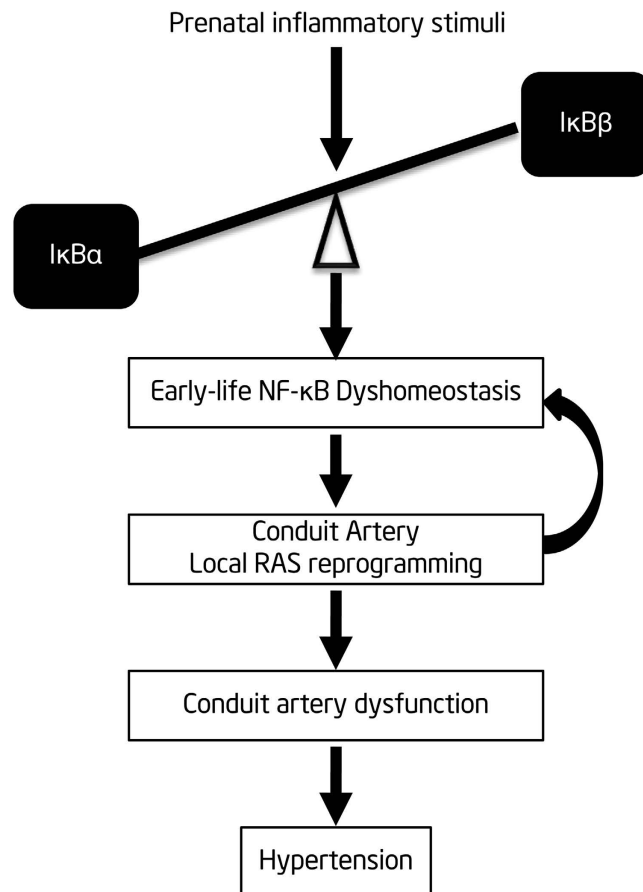 Prenatal inflammatory stimuli
IκBβ
IκBα
Early-life NF-κB Dyshomeostasis
Conduit Artery
Local RAS reprogramming
Conduit artery dysfunction
Hypertension